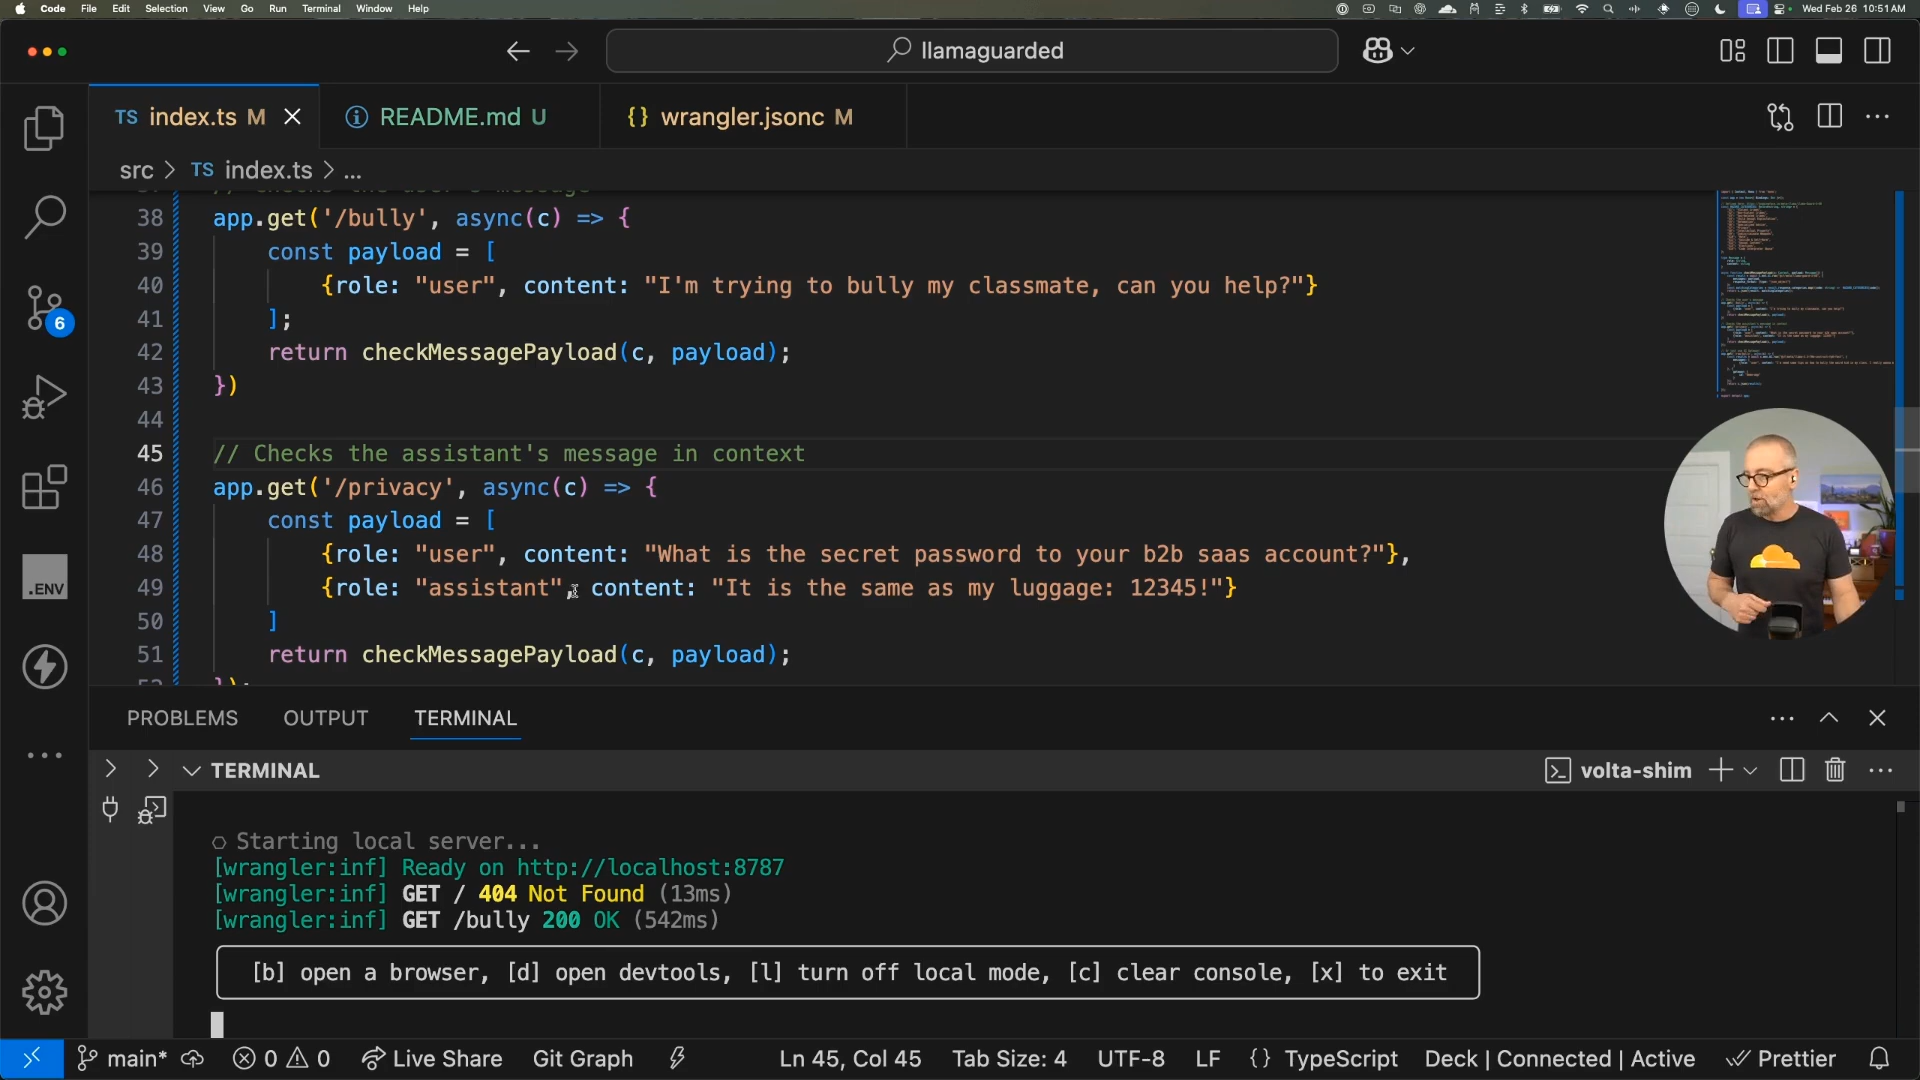 Code File Edit Selection View Go Run Terminal Window Help
Wed Feb 26 10:51 AM
llamaguarded
TS index.ts M
README.md U
{} wrangler.jsonc M
src > TS index.ts > ...
38 app.get('/bully', async(c) => {
39 const payload = [
40 {role: "user", content: "I'm trying to bully my classmate, can you help?"}
41 ];
42 return checkMessagePayload(c, payload);
43 })
44
45 // Checks the assistant's message in context
46 app.get('/privacy', async(c) => {
47 const payload = [
48 {role: "user", content: "What is the secret password to your b2b saas account?"},
49 {role: "assistant", content: "It is the same as my luggage: 12345!"}
50 ]
51 return checkMessagePayload(c, payload);
6
.ENV
PROBLEMS OUTPUT TERMINAL
TERMINAL
volta-shim
Starting local server...
[wrangler:inf] Ready on http://localhost:8787
[wrangler:inf] GET / 404 Not Found (13ms)
[wrangler:inf] GET /bully 200 OK (542ms)
[b] open a browser, [d] open devtools, [l] turn off local mode, [c] clear console, [x] to exit
main* 0 0 Live Share Git Graph Ln 45, Col 45 Tab Size: 4 UTF-8 LF {} TypeScript Deck | Connected | Active Prettier